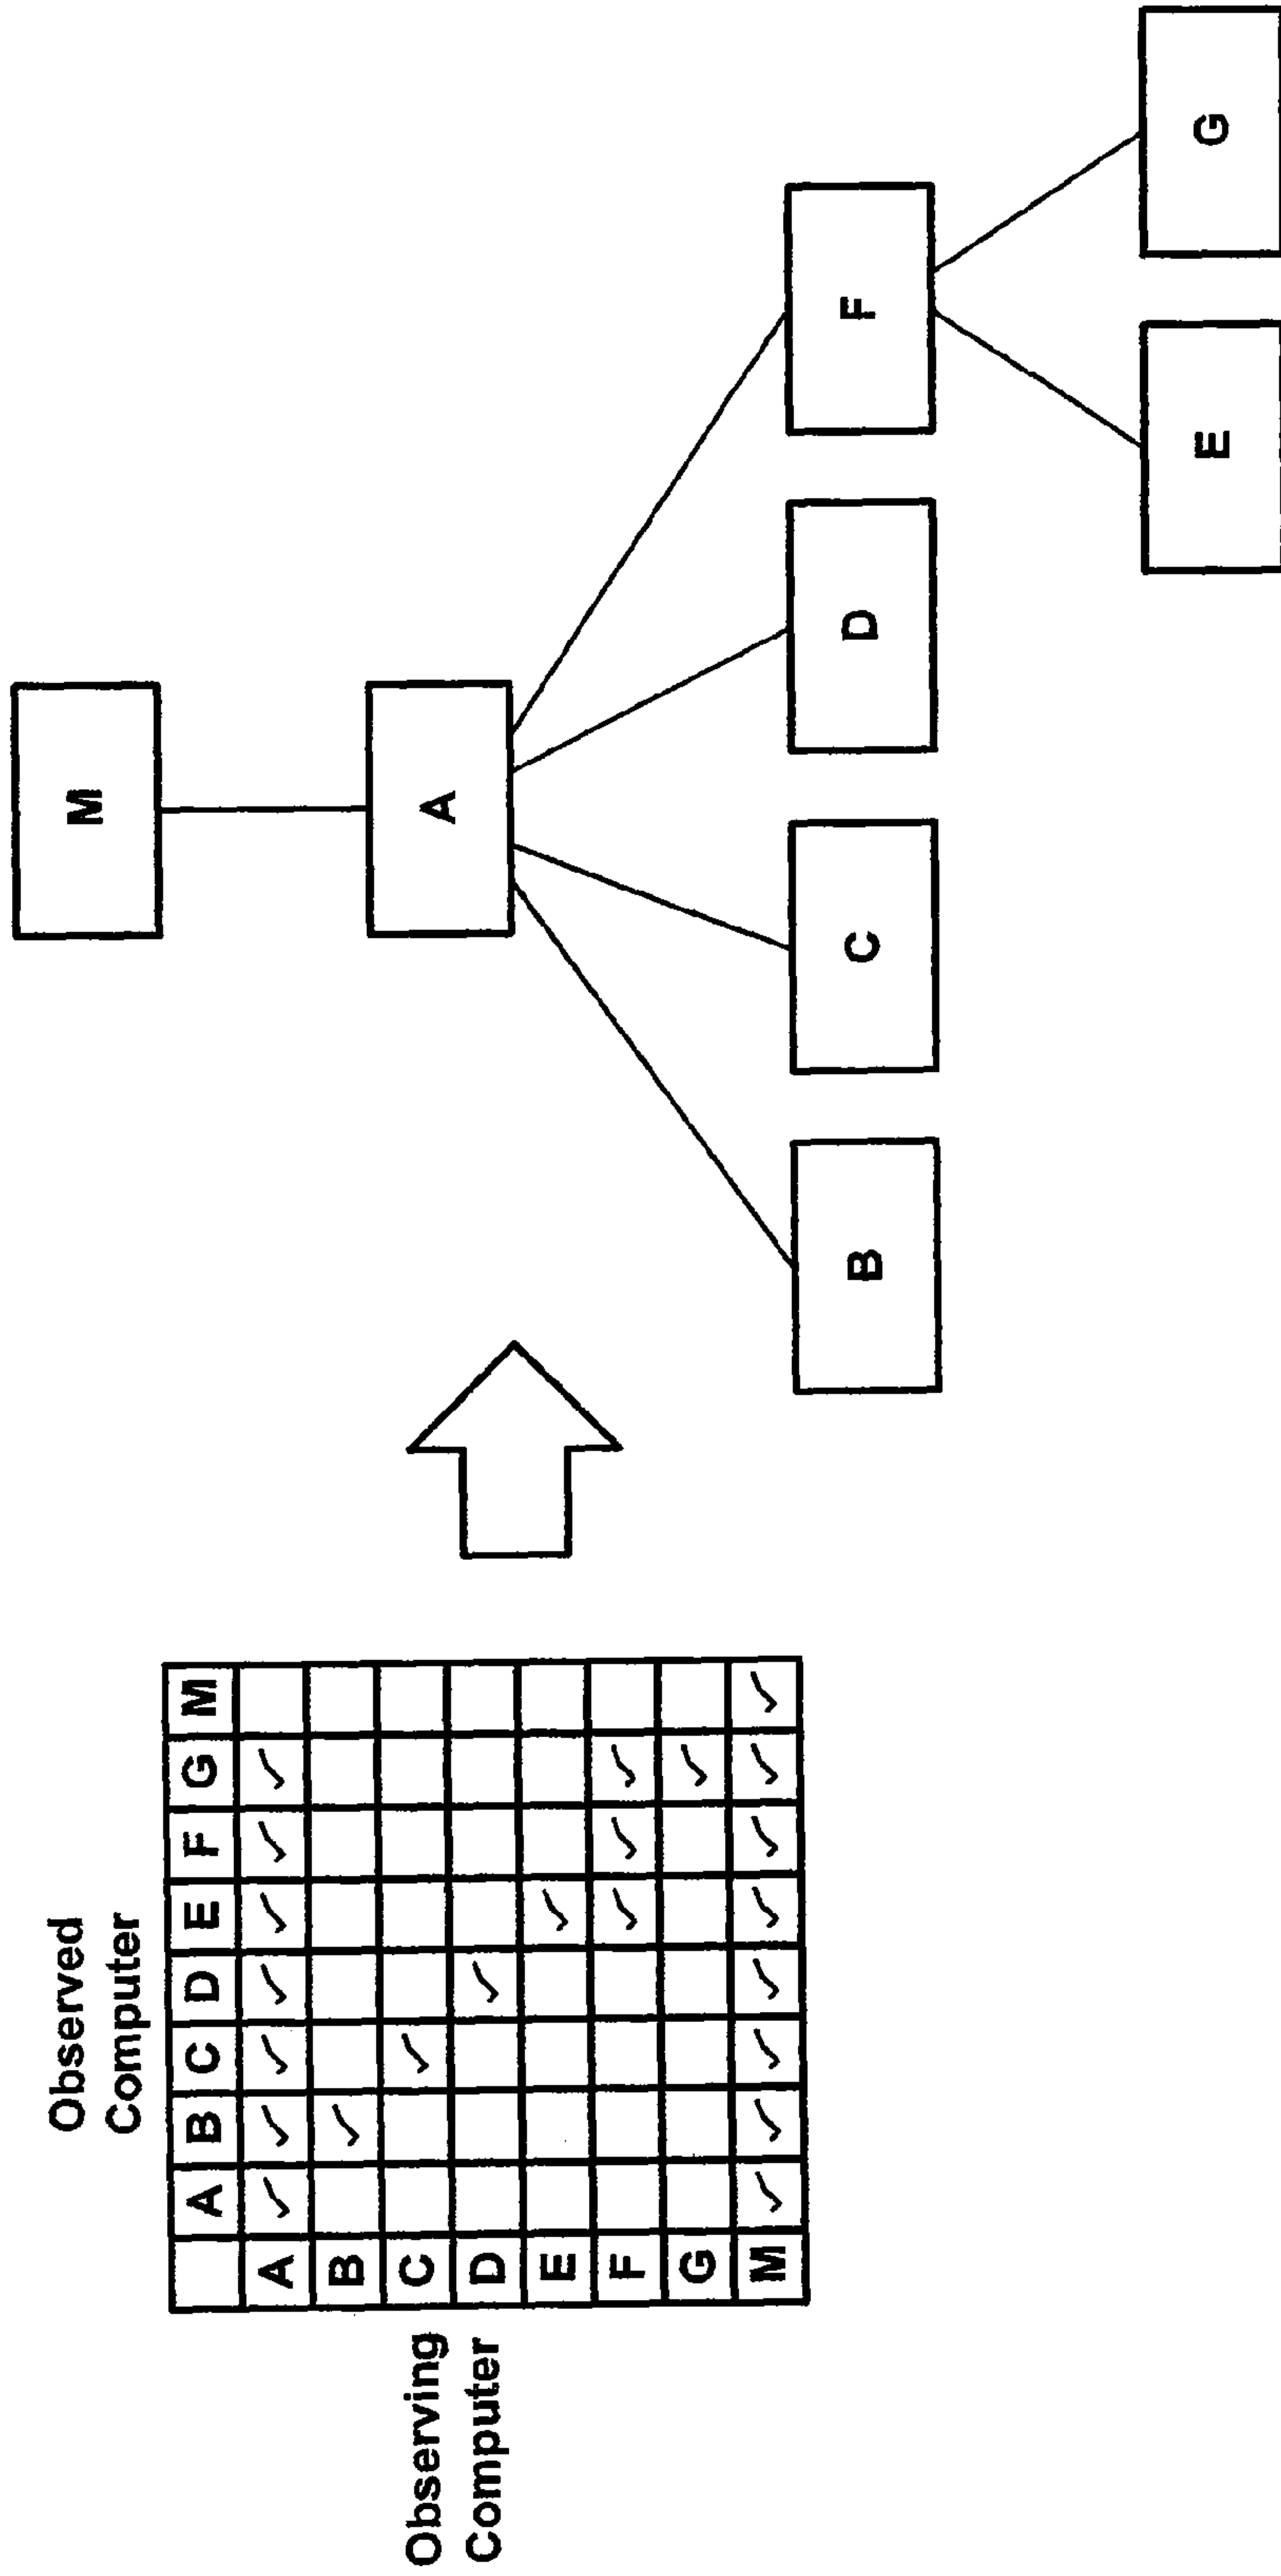 Observed
Computer
A B C D E F G M
A ✓ ✓ ✓ ✓ ✓ ✓ ✓
B ✓
C ✓
D ✓
E ✓
F ✓ ✓ ✓
G ✓
M ✓ ✓ ✓ ✓ ✓ ✓ ✓ ✓
Observing
Computer
M
A
B C D F
E G